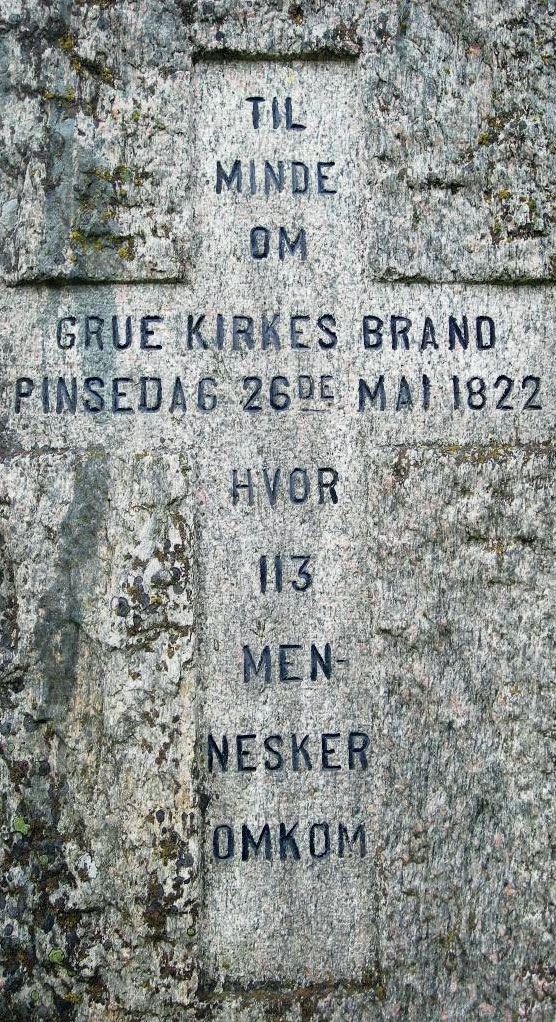 TIL
MINDE
OM
GRUE KIRKES BRAND
PINSEDAG 26DE MAI 1822
HVOR
113
MEN-
NESKER
OMKOM